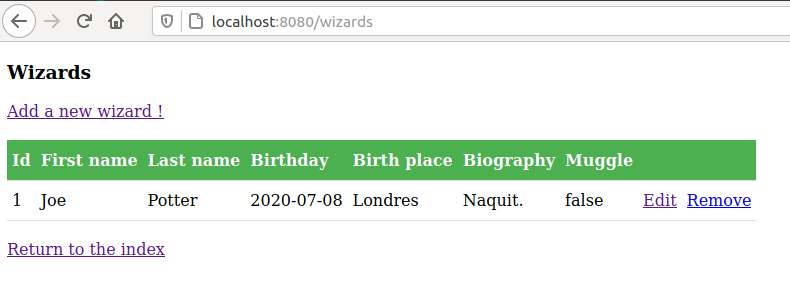 localhost:8080/wizards
Wizards
Add a new wizard !
Id First name Last name Birthday Birth place Biography Muggle
1 Joe Potter 2020-07-08 Londres Naquit. false Edit Remove
Return to the index